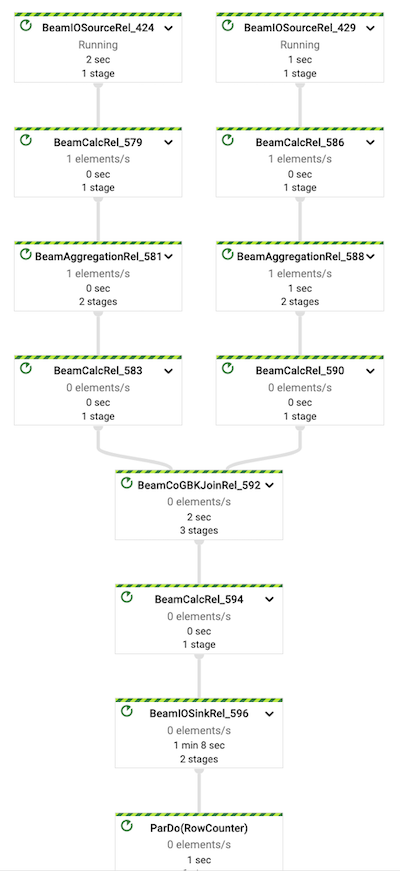 BeamIOSourceRel_424
Running
2 sec
1 stage
BeamIOSourceRel_429
Running
1 sec
1 stage
BeamCalcRel_579
1 elements/s
0 sec
1 stage
BeamCalcRel_586
1 elements/s
0 sec
1 stage
BeamAggregationRel_581
1 elements/s
0 sec
2 stages
BeamAggregationRel_588
1 elements/s
1 sec
2 stages
BeamCalcRel_583
0 elements/s
0 sec
1 stage
BeamCalcRel_590
0 elements/s
0 sec
1 stage
BeamCoGBKJoinRel_592
0 elements/s
2 sec
3 stages
BeamCalcRel_594
0 elements/s
0 sec
1 stage
BeamIOSinkRel_596
0 elements/s
1 min 8 sec
2 stages
ParDo(RowCounter)
0 elements/s
1 sec